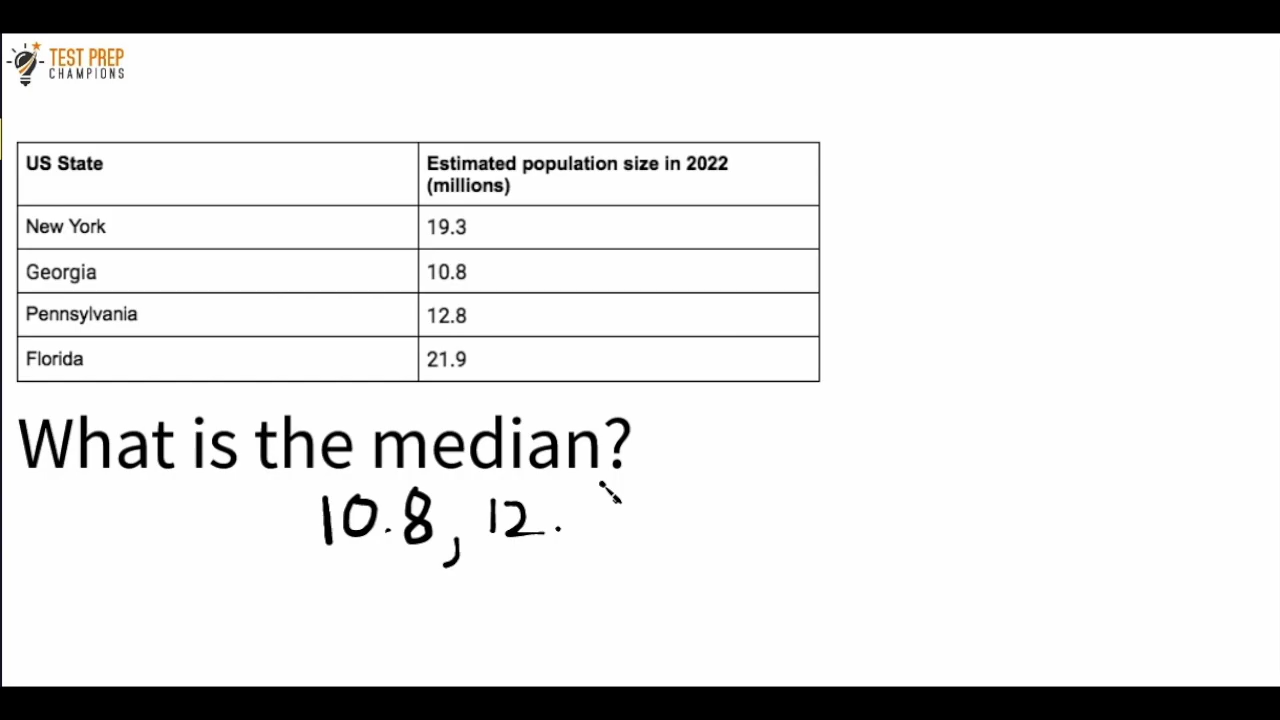 TEST PREP
CHAMPIONS
US State Estimated population size in 2022
(millions)
New York 19.3
Georgia 10.8
Pennsylvania 12.8
Florida 21.9
What is the median?
10.8, 12.